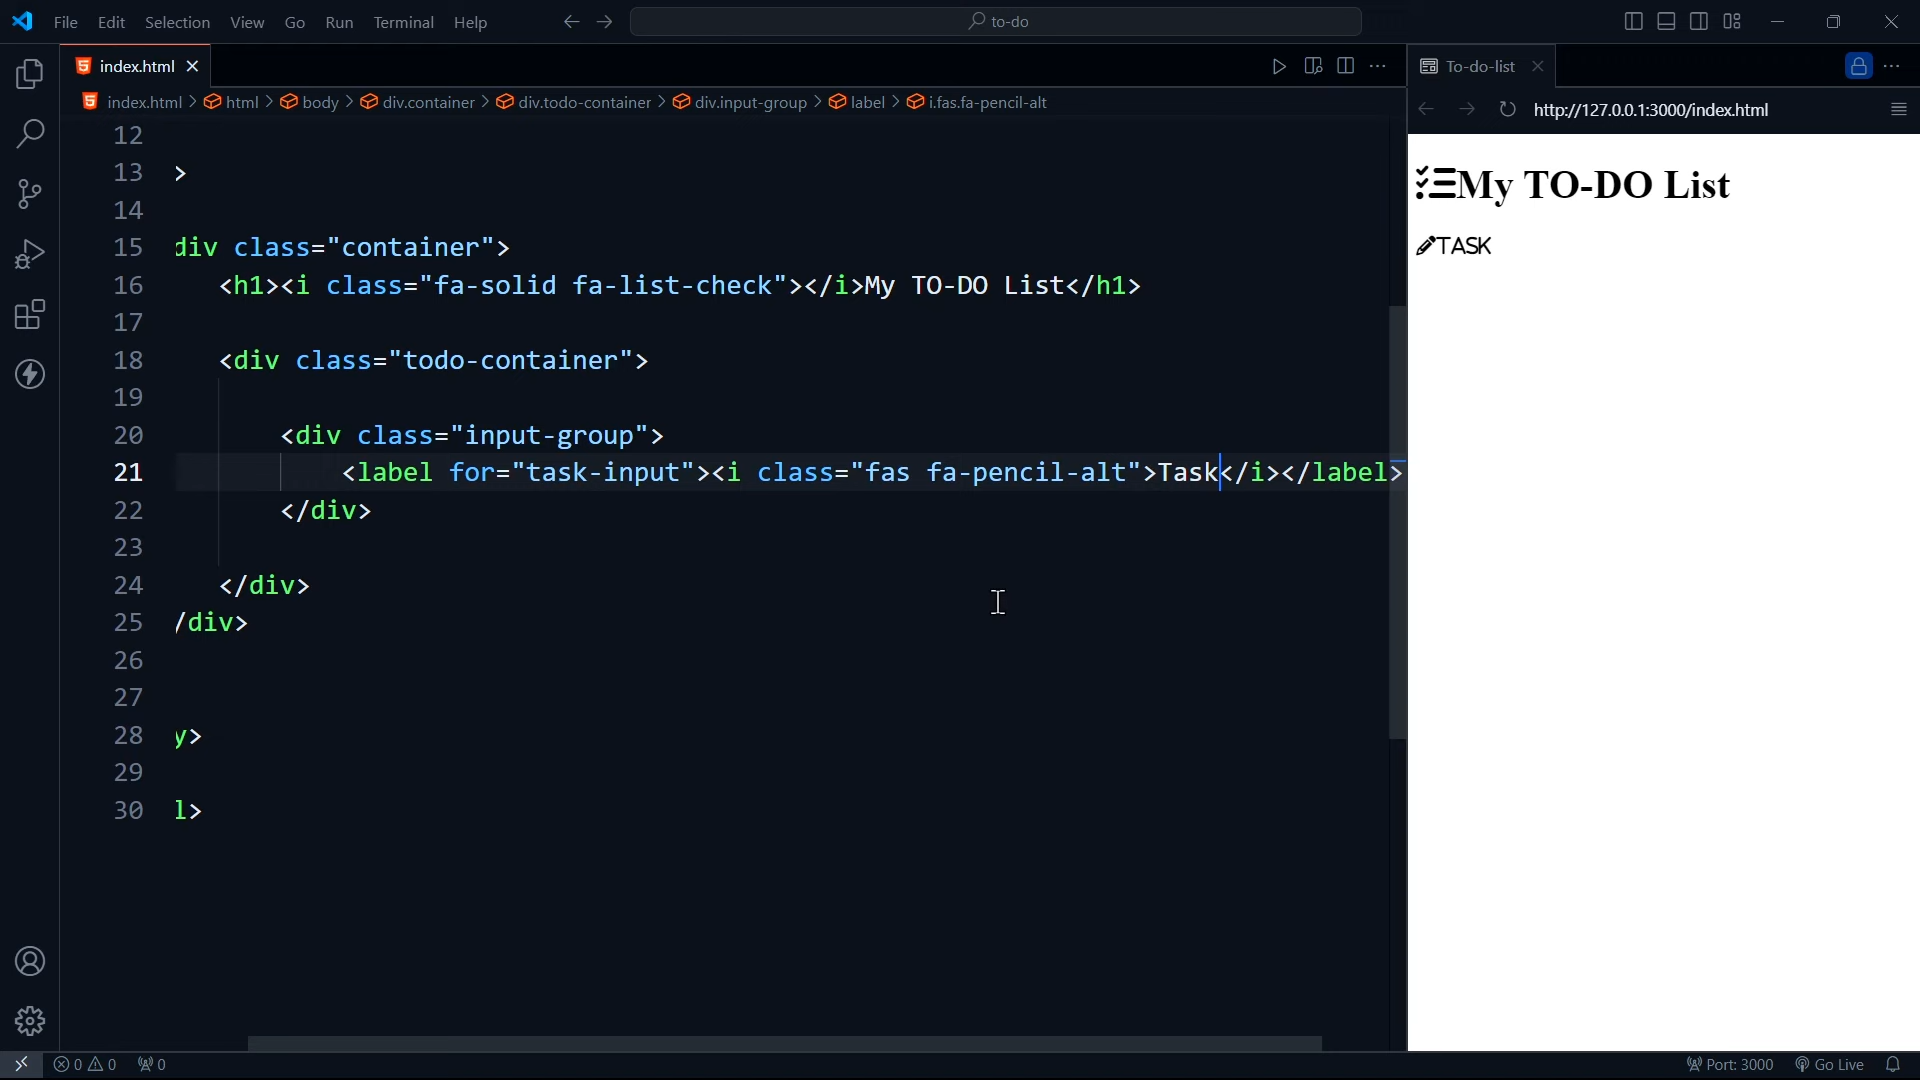 File Edit Selection View Go Run Terminal Help
to-do
index.html
To-do-list
index.html > html > body > div.container > div.todo-container > div.input-group > label > i.fas.fa-pencil-alt
http://127.0.0.1:3000/index.html
12
13 >
14
15 div class="container">
16 <h1><i class="fa-solid fa-list-check"></i>My TO-DO List</h1>
17
18 <div class="todo-container">
19
20 <div class="input-group">
21 <label for="task-input"><i class="fas fa-pencil-alt">Task</i></label>
22 </div>
23
24 </div>
25 /div>
26
27
28 y>
29
30 l>
My TO-DO List
TASK
0 0 0
Port: 3000 Go Live